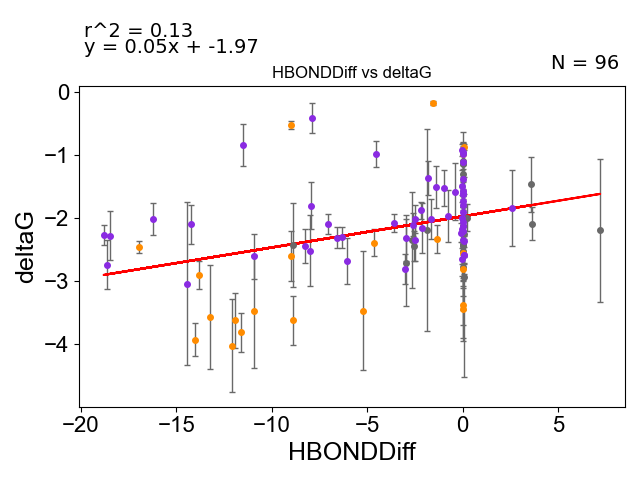 r^2 = 0.13
y = 0.05x + -1.97
N = 96
HBONDDiff vs deltaG
0
−1
−2
−3
−4
deltaG
−20
−15
−10
−5
0
5
HBONDDiff